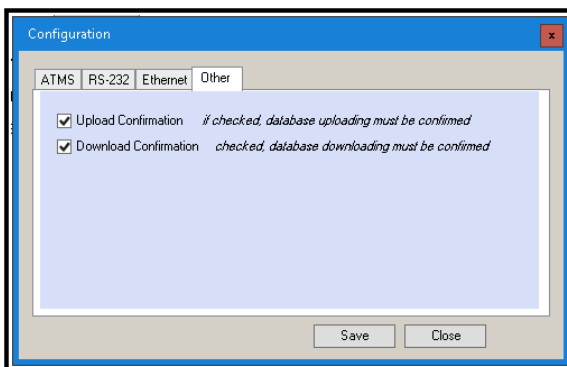 Configuration
x
ATMS RS-232 Ethernet Other
Upload Confirmation if checked, database uploading must be confirmed
Download Confirmation checked, database downloading must be confirmed
Save Close